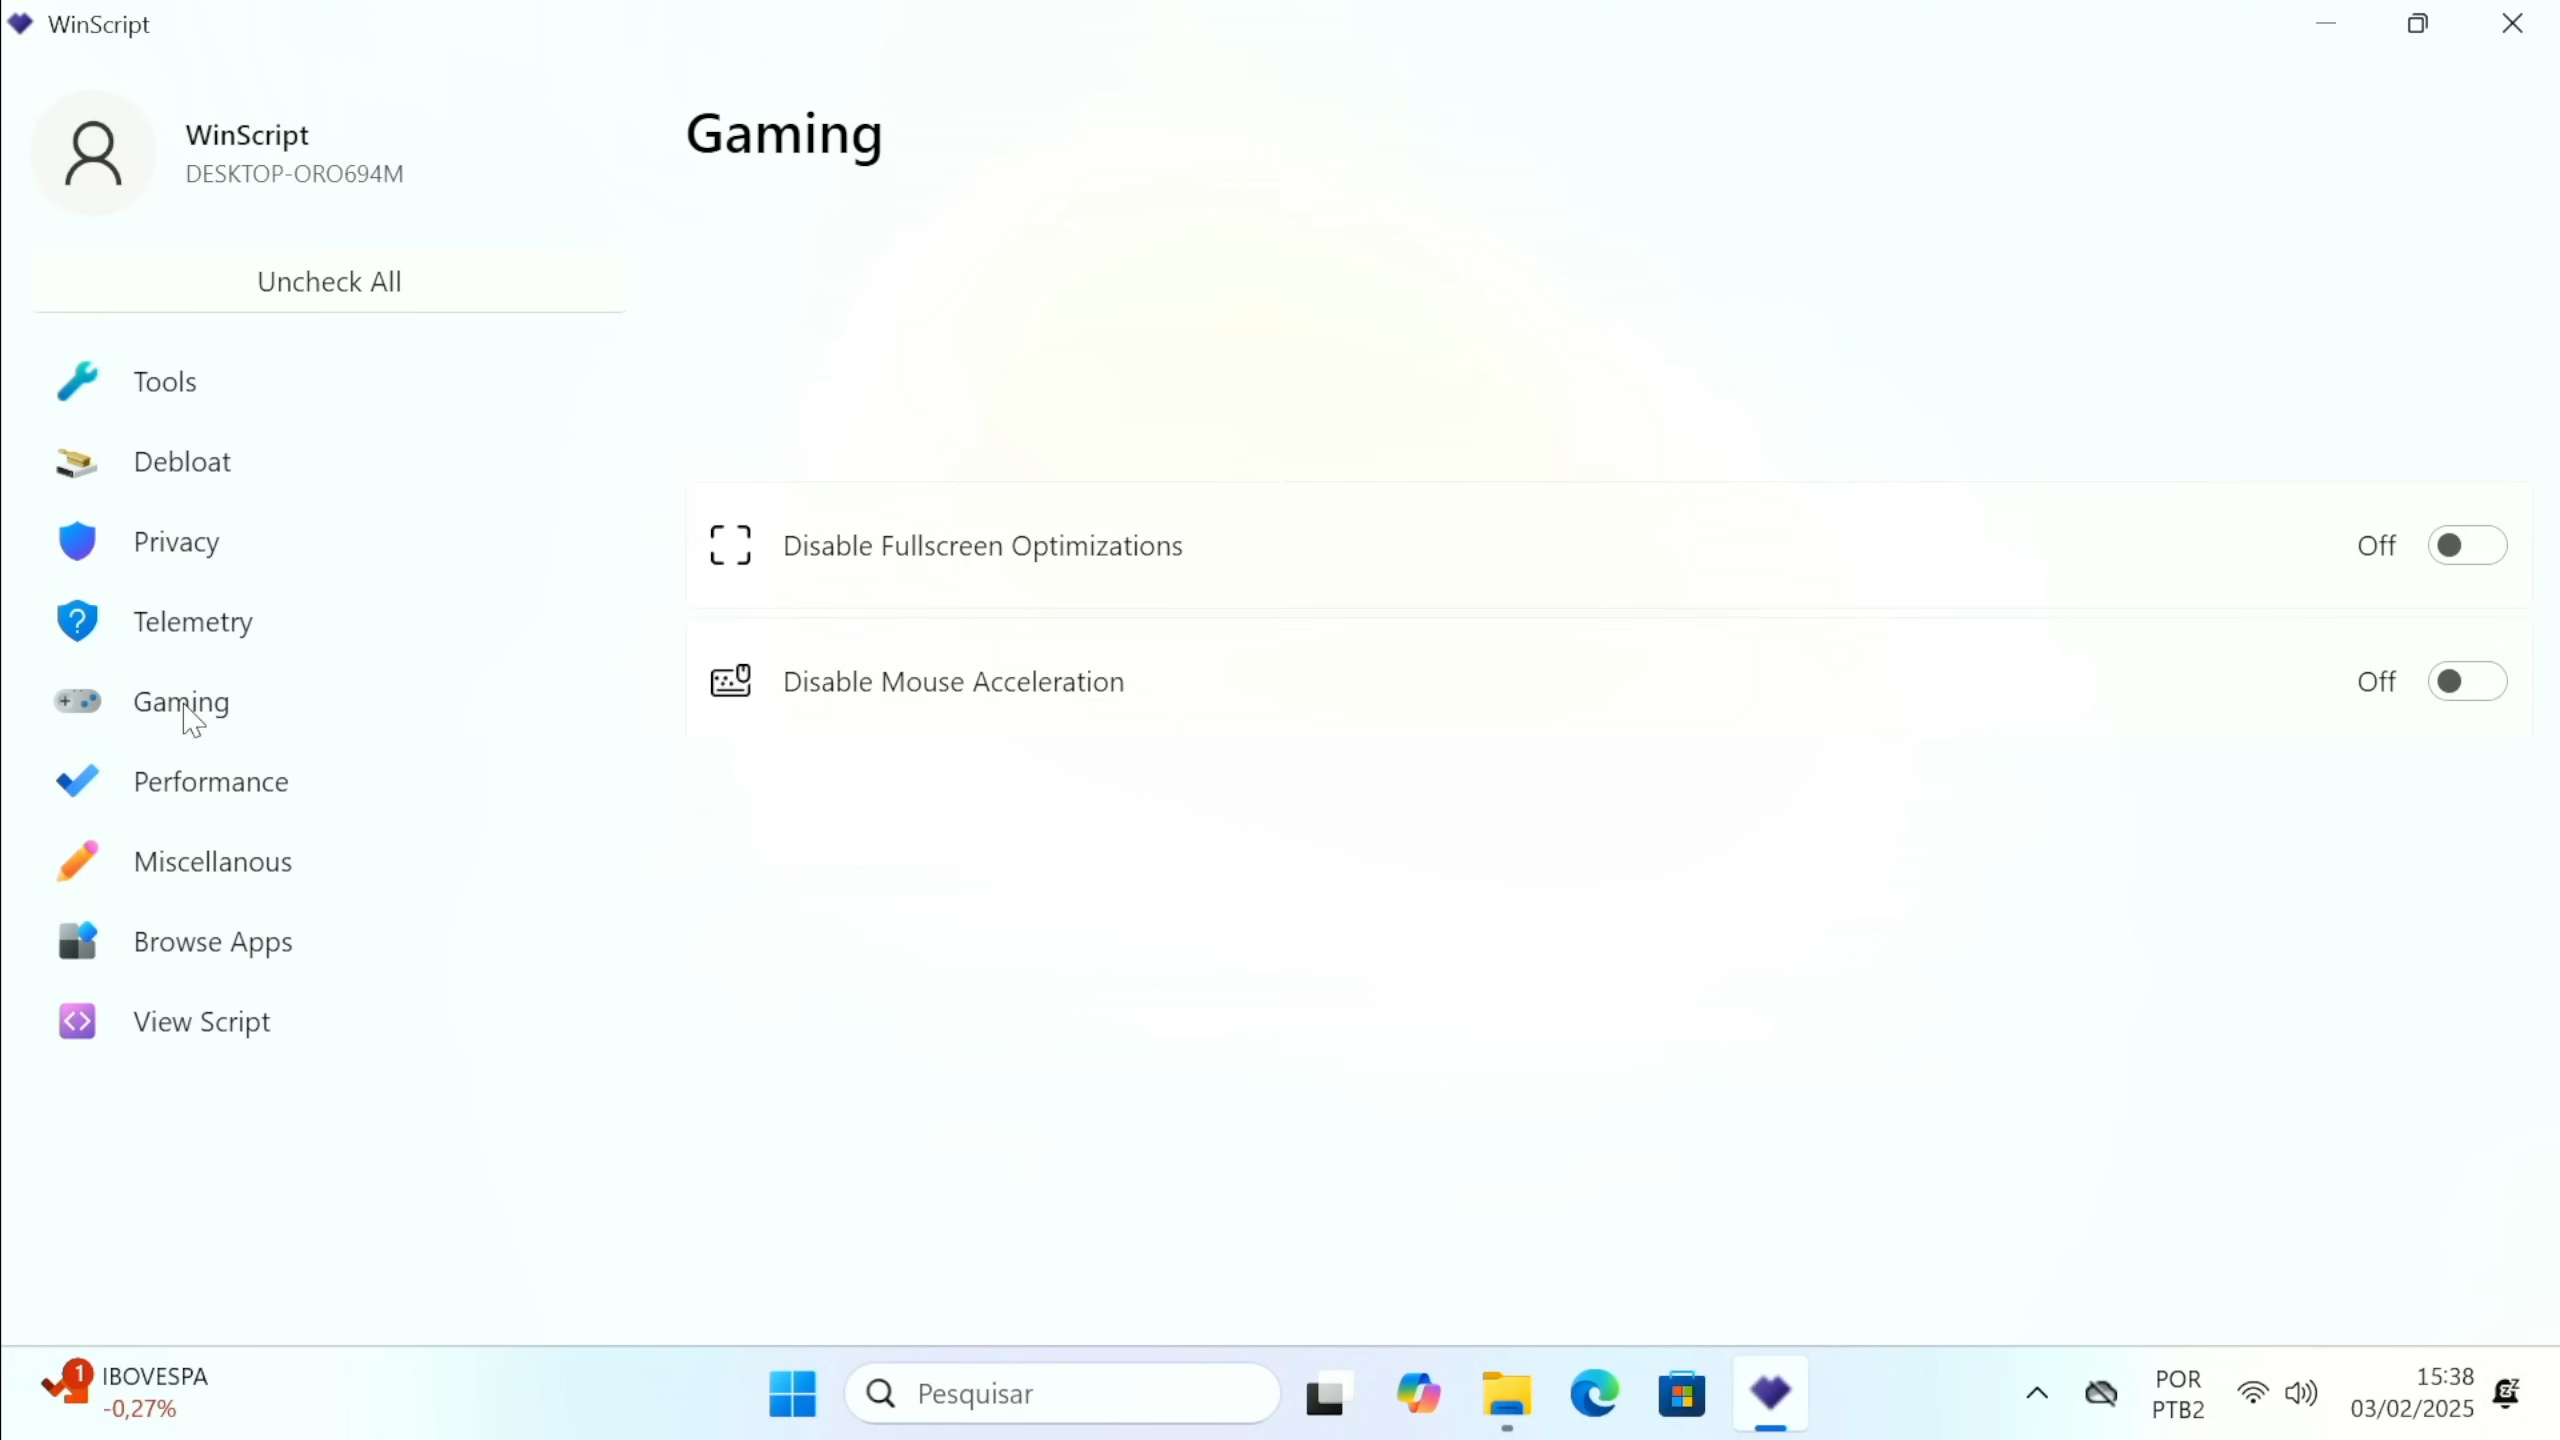 WinScript
WinScript
DESKTOP-ORO694M
Uncheck All
Tools
Debloat
Privacy
Telemetry
Gaming
Performance
Miscellanous
Browse Apps
View Script
Gaming
Disable Fullscreen Optimizations
Off
Disable Mouse Acceleration
Off
1
IBOVESPA
-0,27%
Pesquisar
POR
PTB2
15:38
03/02/2025